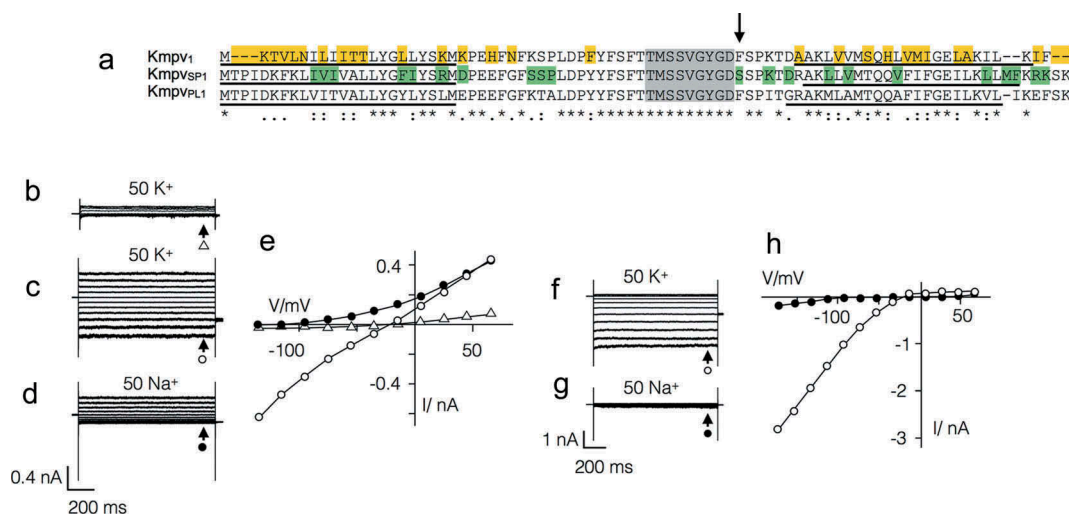 a
Kmpv1 M---KTVLNILIITTLYGLLYSKMKPEHFNFKSPLDPFYFSFTTMSSVGYGDFSPKTDAAKLVVMSQHLVMIGELAKIL--KIF--
KmpvSP1 MTPIDKFKLIVIVALLYGFIYSRMDPEEFGFSSPLDPYYFSFTTMSSVGYGDSSPKTDRAKLLVMTQQVFIFGEILKLLMFKRKSK
KmpvPL1 MTPIDKFKLVITVALLYGYLYSLMEPEEFGFKTALDPYYFSFTTMSSVGYGDFSPITGRAKMLAMTQQAFIFGEILKVL-IKEFSK
b
50 K+
c
50 K+
d
50 Na+
0.4 nA
200 ms
e
0.4
V/mV
-100
50
-0.4
I/ nA
f
50 K+
g
50 Na+
1 nA
200 ms
h
V/mV
-100
50
-1
-2
-3
I/ nA